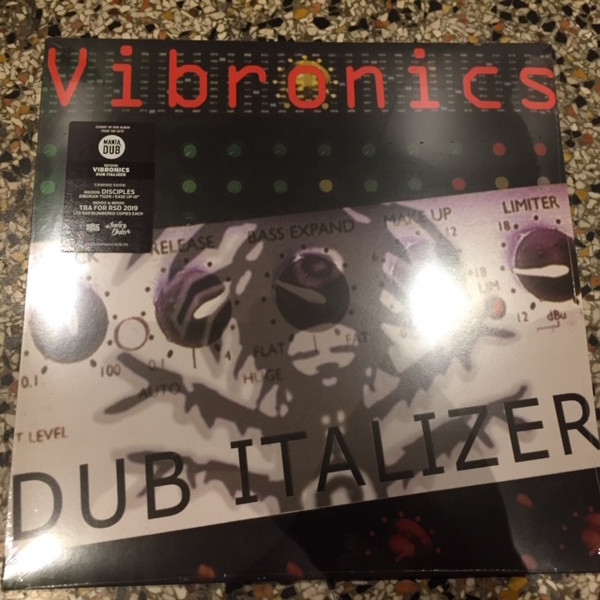 Vibronics
MANIA
DUB
VIBRONICS
DUB ITALIZER
COMING SOON
DISCIPLES
TBA FOR RSD 2019
RELEASE
BASS EXPAND
MAKE UP
LIMITER
12
18
+18
12
dBu
0.1
100
0.1
4
FLAT
FAT
HUGE
AUTO
T LEVEL
DUB ITALIZER